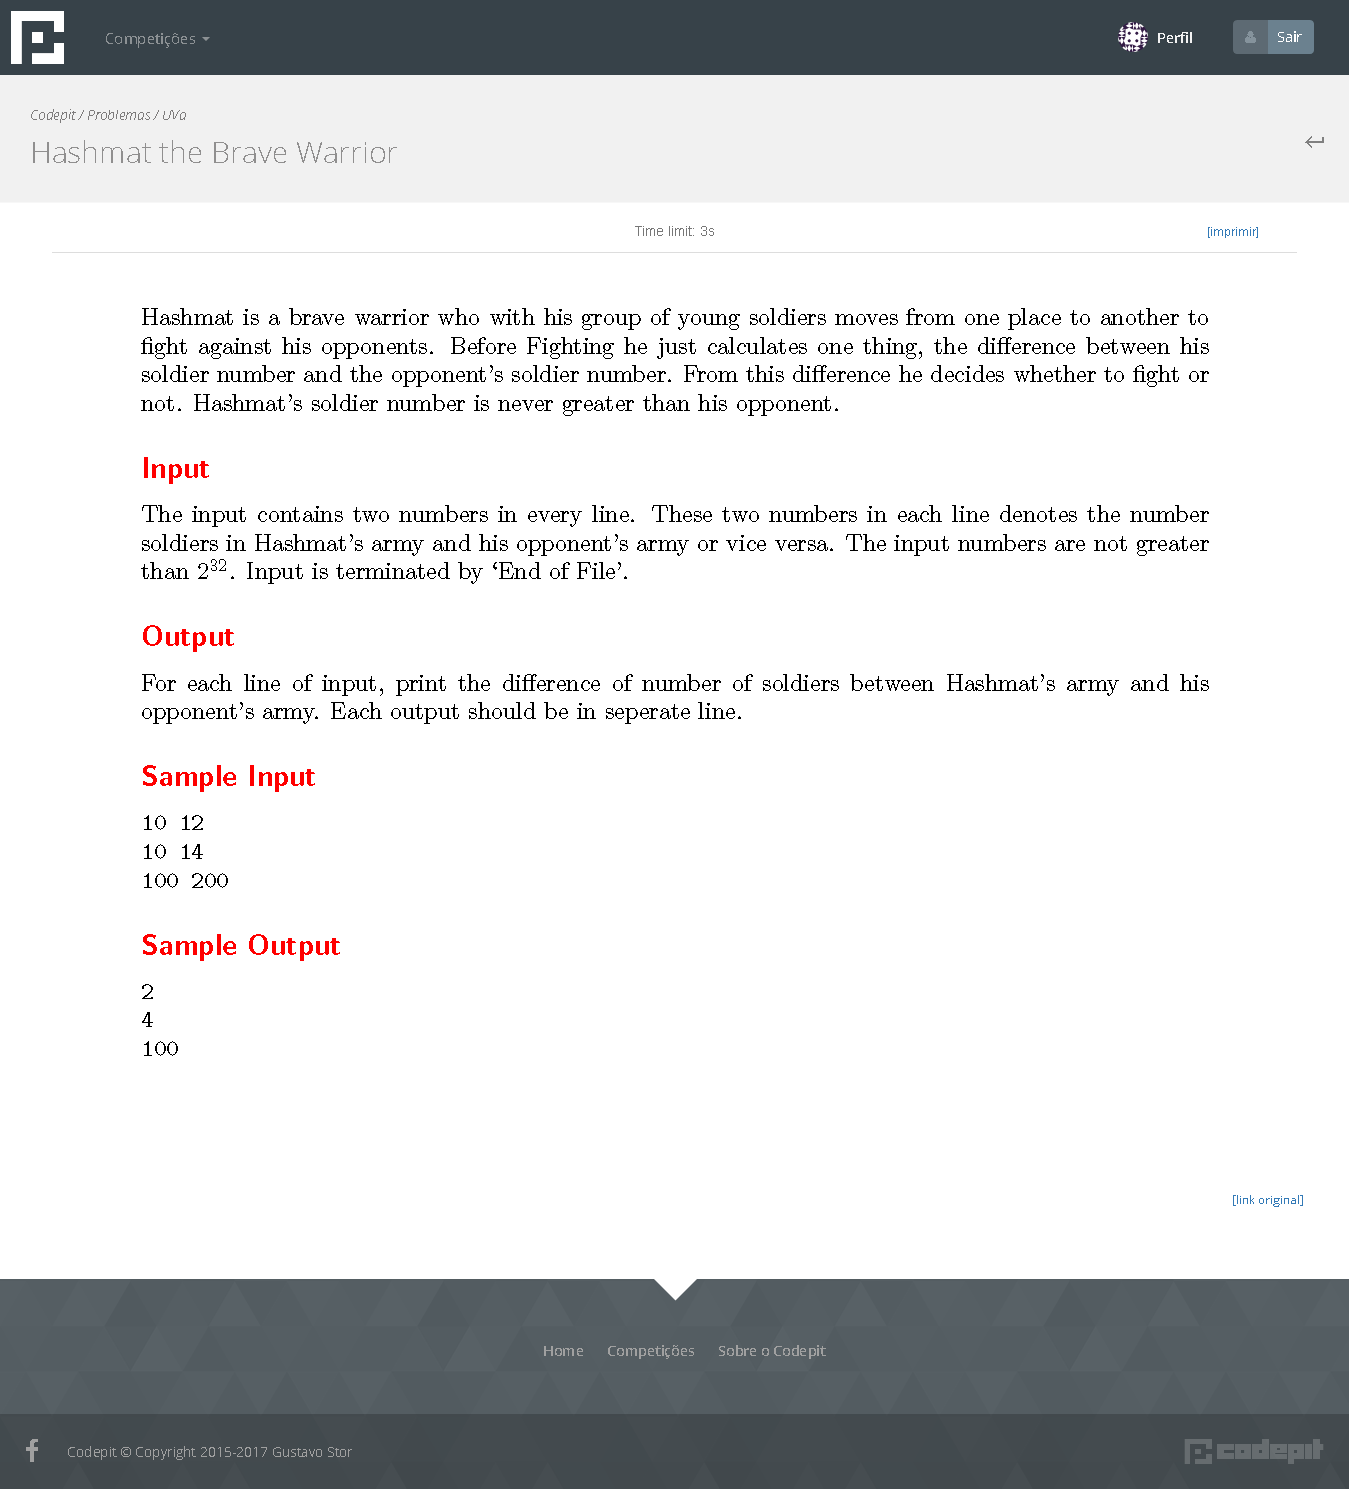 Competições
Perfil
Sair
Codepit / Problemas / UVa
Hashmat the Brave Warrior
Time limit: 3s
[imprimir]
Hashmat is a brave warrior who with his group of young soldiers moves from one place to another to
fight against his opponents. Before Fighting he just calculates one thing, the difference between his
soldier number and the opponent's soldier number. From this difference he decides whether to fight or
not. Hashmat's soldier number is never greater than his opponent.
Input
The input contains two numbers in every line. These two numbers in each line denotes the number
soldiers in Hashmat's army and his opponent's army or vice versa. The input numbers are not greater
than 2³². Input is terminated by ‘End of File’.
Output
For each line of input, print the difference of number of soldiers between Hashmat's army and his
opponent's army. Each output should be in seperate line.
Sample Input
10 12
10 14
100 200
Sample Output
2
4
100
[link original]
Home Competições Sobre o Codepit
Codepit © Copyright 2015-2017 Gustavo Stor
codepit